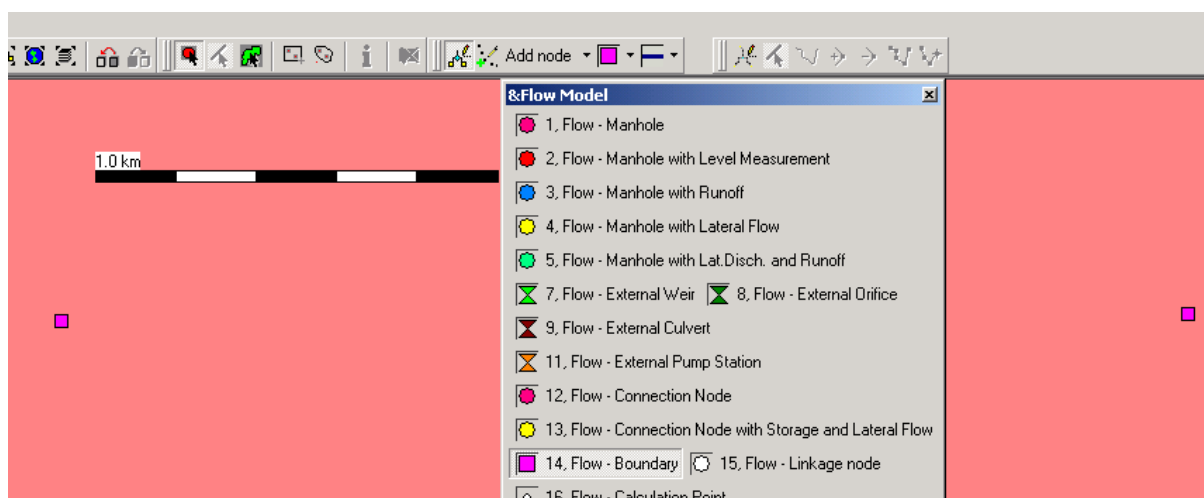 Add node
&Flow Model
1.0 km
1, Flow - Manhole
2, Flow - Manhole with Level Measurement
3, Flow - Manhole with Runoff
4, Flow - Manhole with Lateral Flow
5, Flow - Manhole with Lat.Disch. and Runoff
7, Flow - External Weir 8, Flow - External Orifice
9, Flow - External Culvert
11, Flow - External Pump Station
12, Flow - Connection Node
13, Flow - Connection Node with Storage and Lateral Flow
14, Flow - Boundary 15, Flow - Linkage node
16, Flow - Calculation Point